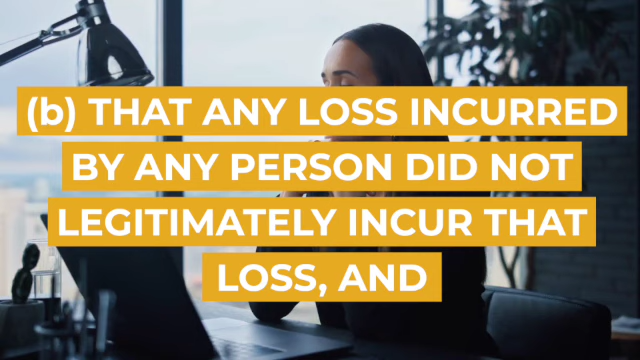 (b) THAT ANY LOSS INCURRED
BY ANY PERSON DID NOT
LEGITIMATELY INCUR THAT
LOSS, AND